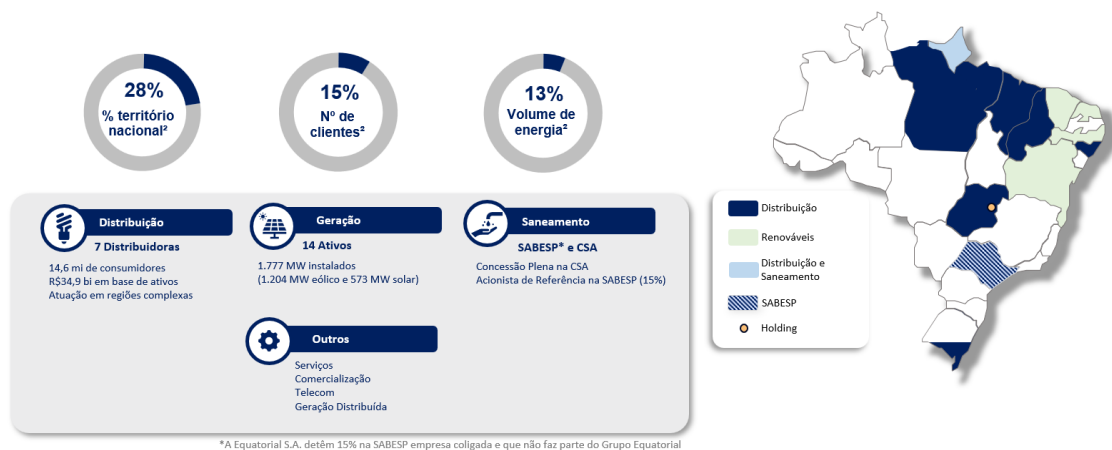 28%
% território
nacional²
15%
Nº de
clientes²
13%
Volume de
energia²
Distribuição
7 Distribuidoras
14,6 mi de consumidores
R$34,9 bi em base de ativos
Atuação em regiões complexas
Geração
14 Ativos
1.777 MW instalados
(1.204 MW eólico e 573 MW solar)
Saneamento
SABESP* e CSA
Concessão Plena na CSA
Acionista de Referência na SABESP (15%)
Outros
Serviços
Comercialização
Telecom
Geração Distribuída
Distribuição
Renováveis
Distribuição e
Saneamento
SABESP
Holding
*A Equatorial S.A. detêm 15% na SABESP empresa coligada e que não faz parte do Grupo Equatorial